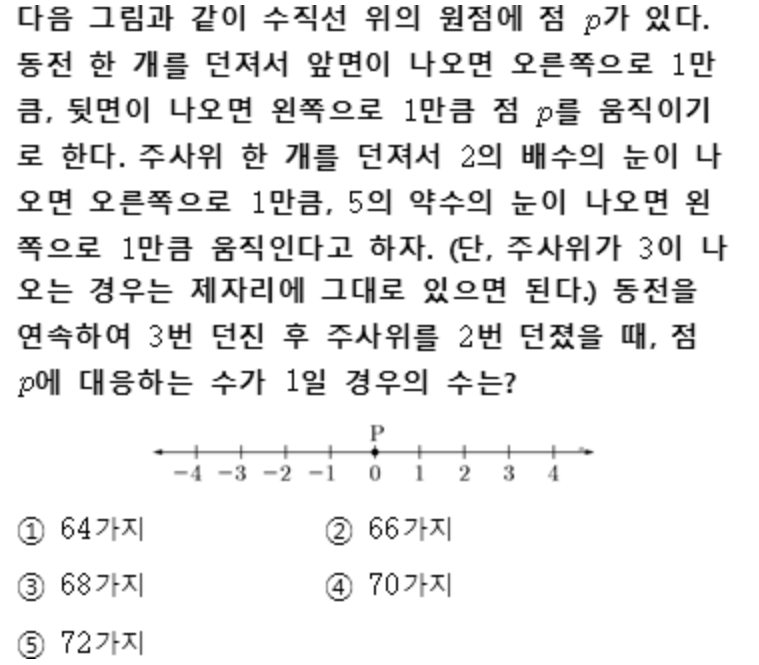 다음 그림과 같이 수직선 위의 원점에 점 p가 있다.
동전 한 개를 던져서 앞면이 나오면 오른쪽으로 1만
큼, 뒷면이 나오면 왼쪽으로 1만큼 점 p를 움직이기
로 한다. 주사위 한 개를 던져서 2의 배수의 눈이 나
오면 오른쪽으로 1만큼, 5의 약수의 눈이 나오면 왼
쪽으로 1만큼 움직인다고 하자. (단, 주사위가 3이 나
오는 경우는 제자리에 그대로 있으면 된다.) 동전을
연속하여 3번 던진 후 주사위를 2번 던졌을 때, 점
p에 대응하는 수가 1일 경우의 수는?
P
-4 -3 -2 -1 0 1 2 3 4
① 64가지 ② 66가지
③ 68가지 ④ 70가지
⑤ 72가지